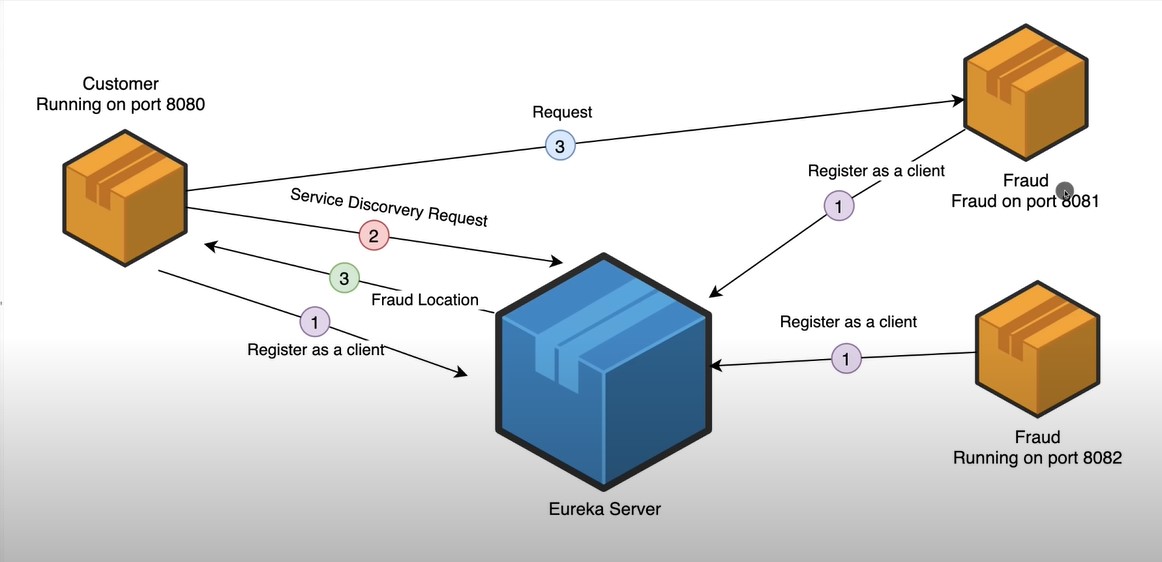 Customer
Running on port 8080
Request
3
Service Discorvery Request
2
3
Fraud Location
1
Register as a client
Register as a client
1
Fraud
Fraud on port 8081
Register as a client
1
Fraud
Running on port 8082
Eureka Server